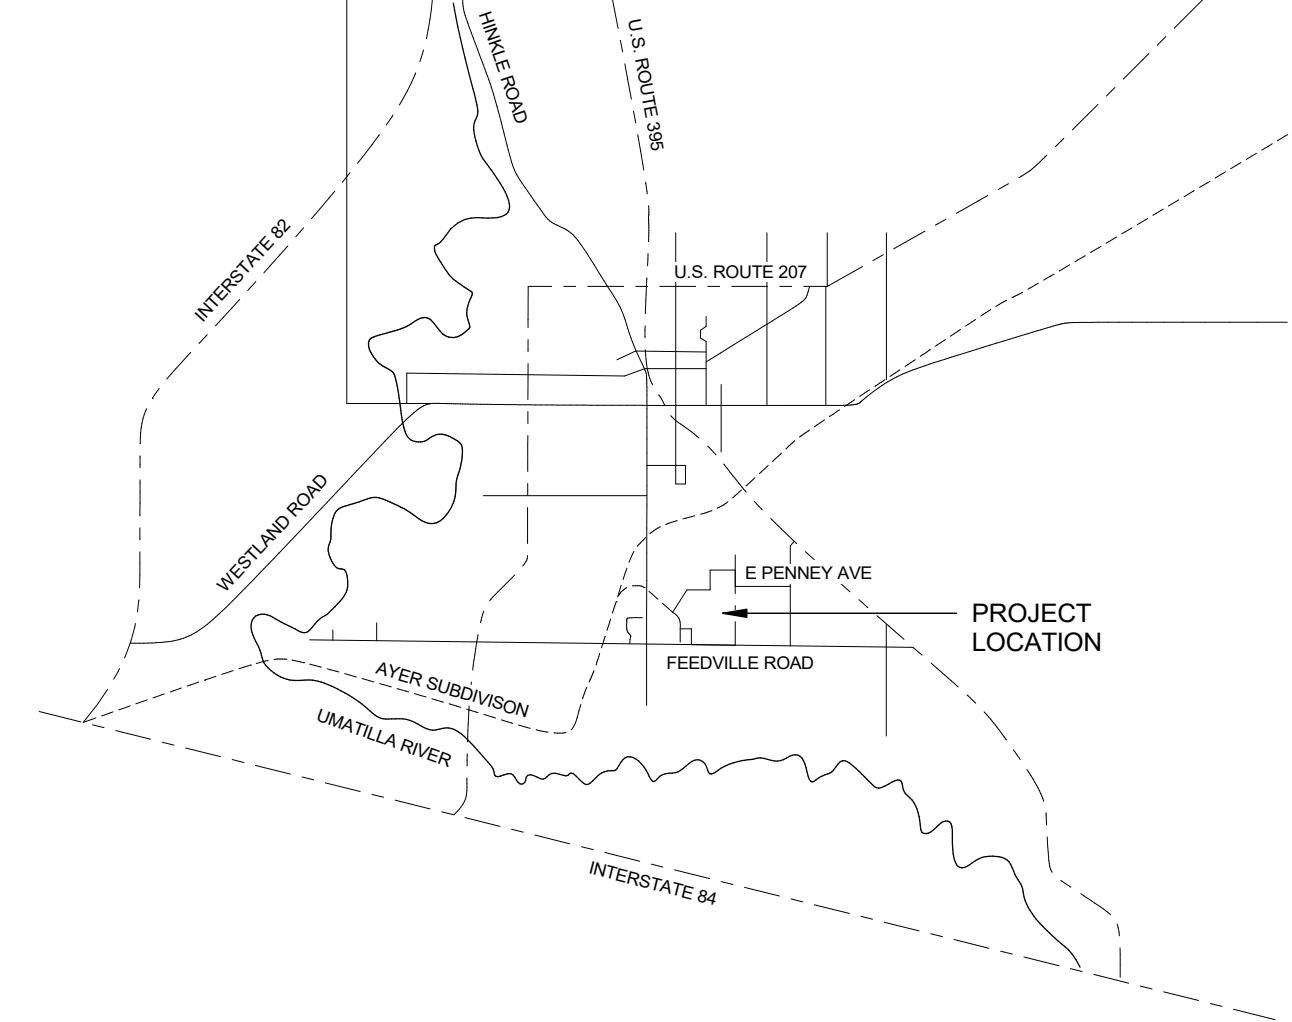 HINKLE ROAD
U.S. ROUTE 395
INTERSTATE 82
U.S. ROUTE 207
WESTLAND ROAD
E PENNEY AVE
PROJECT
LOCATION
FEEDVILLE ROAD
AYER SUBDIVISON
UMATILLA RIVER
INTERSTATE 84